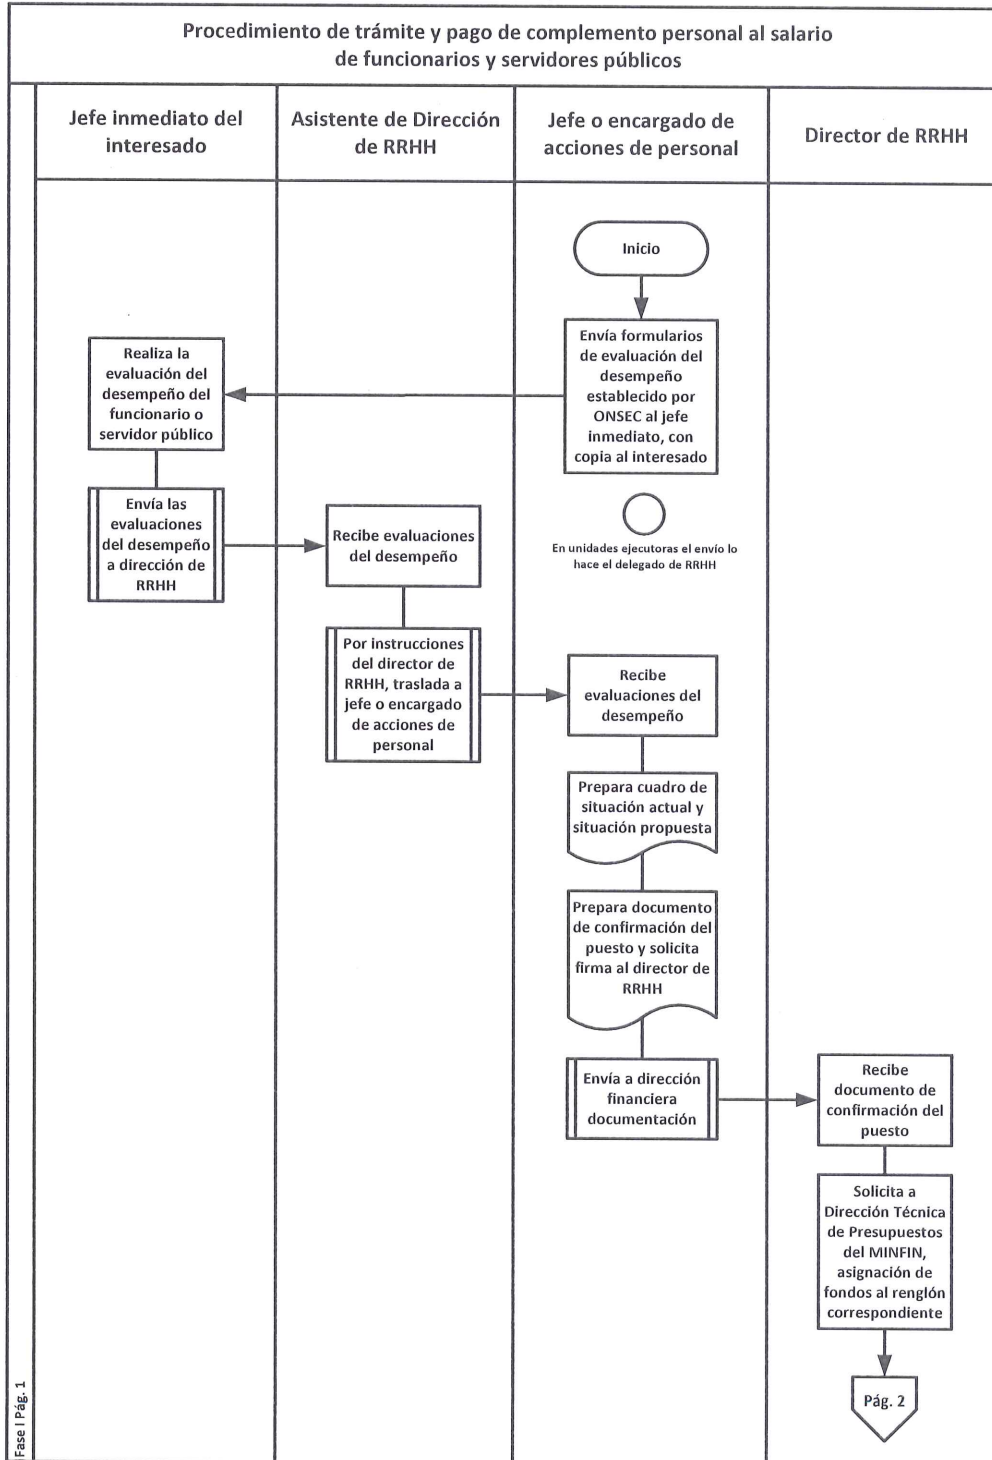 Procedimiento de trámite y pago de complemento personal al salario
de funcionarios y servidores públicos
Jefe inmediato del
interesado
Asistente de Dirección
de RRHH
Jefe o encargado de
acciones de personal
Director de RRHH
Inicio
Envía formularios
de evaluación del
desempeño
establecido por
ONSEC al jefe
inmediato, con
copia al interesado
Realiza la
evaluación del
desempeño del
funcionario o
servidor público
Envía las
evaluaciones
del desempeño
a dirección de
RRHH
Recibe evaluaciones
del desempeño
En unidades ejecutoras el envío lo
hace el delegado de RRHH
Por instrucciones
del director de
RRHH, traslada a
jefe o encargado
de acciones de
personal
Recibe
evaluaciones del
desempeño
Prepara cuadro de
situación actual y
situación propuesta
Prepara documento
de confirmación del
puesto y solicita
firma al director de
RRHH
Envía a dirección
financiera
documentación
Recibe
documento de
confirmación del
puesto
Solicita a
Dirección Técnica
de Presupuestos
del MINFIN,
asignación de
fondos al renglón
correspondiente
Pág. 2
Fase I Pág. 1